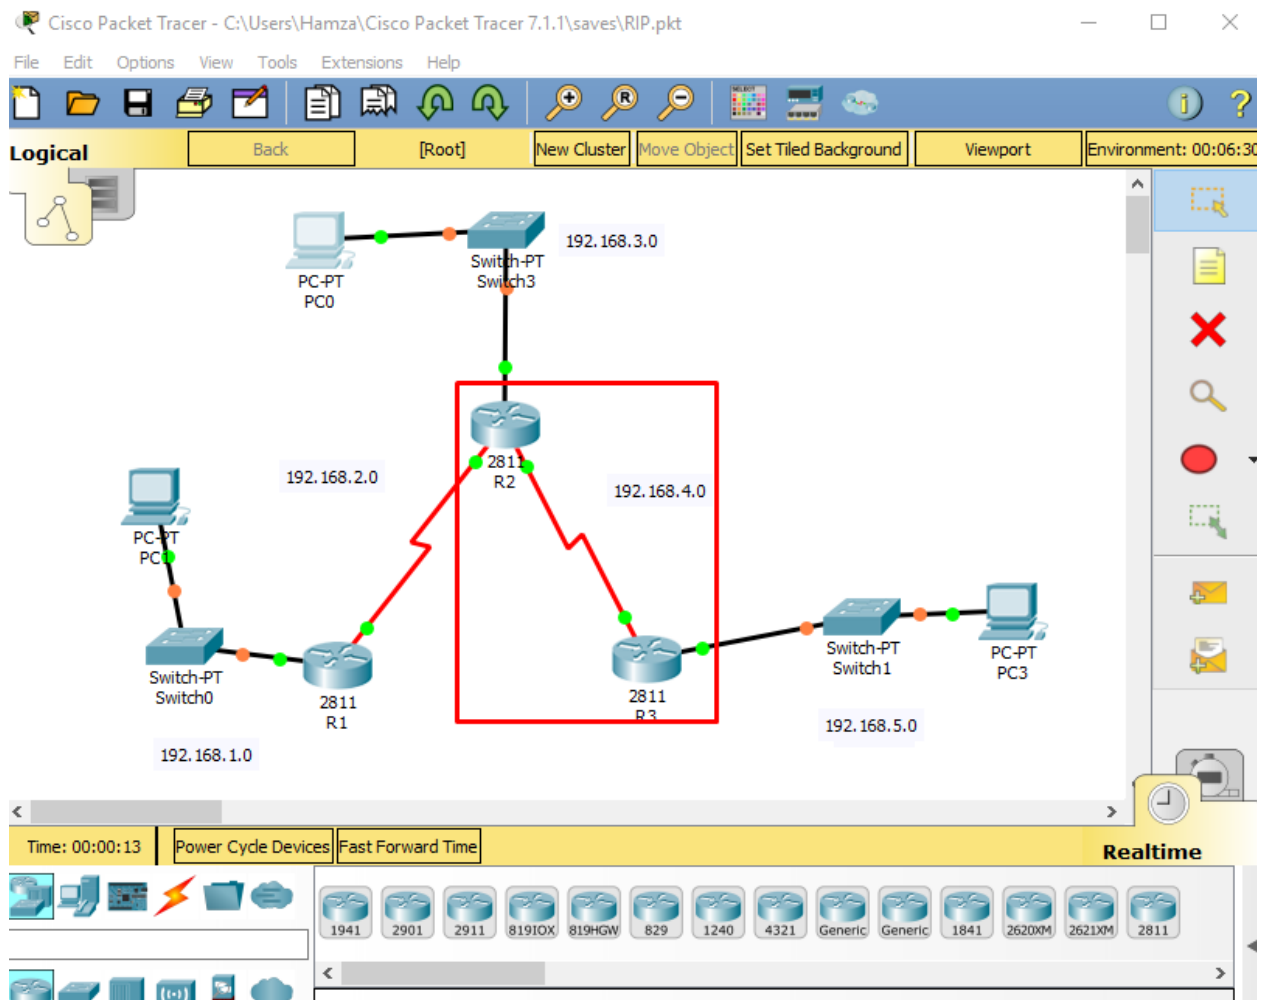 Cisco Packet Tracer - C:\Users\Hamza\Cisco Packet Tracer 7.1.1\saves\RIP.pkt
File Edit Options View Tools Extensions Help
SELECT
Logical
Back
[Root]
New Cluster
Move Object
Set Tiled Background
Viewport
Environment: 00:06:30
192.168.3.0
Switch-PT
Switch3
PC-PT
PC0
192.168.2.0
2811
R2
192.168.4.0
PC-PT
PC1
Switch-PT
Switch0
2811
R1
2811
R3
Switch-PT
Switch1
PC-PT
PC3
192.168.5.0
192.168.1.0
Time: 00:00:13
Power Cycle Devices
Fast Forward Time
Realtime
1941
2901
2911
819IOX
819HGW
829
1240
4321
Generic
Generic
1841
2620XM
2621XM
2811